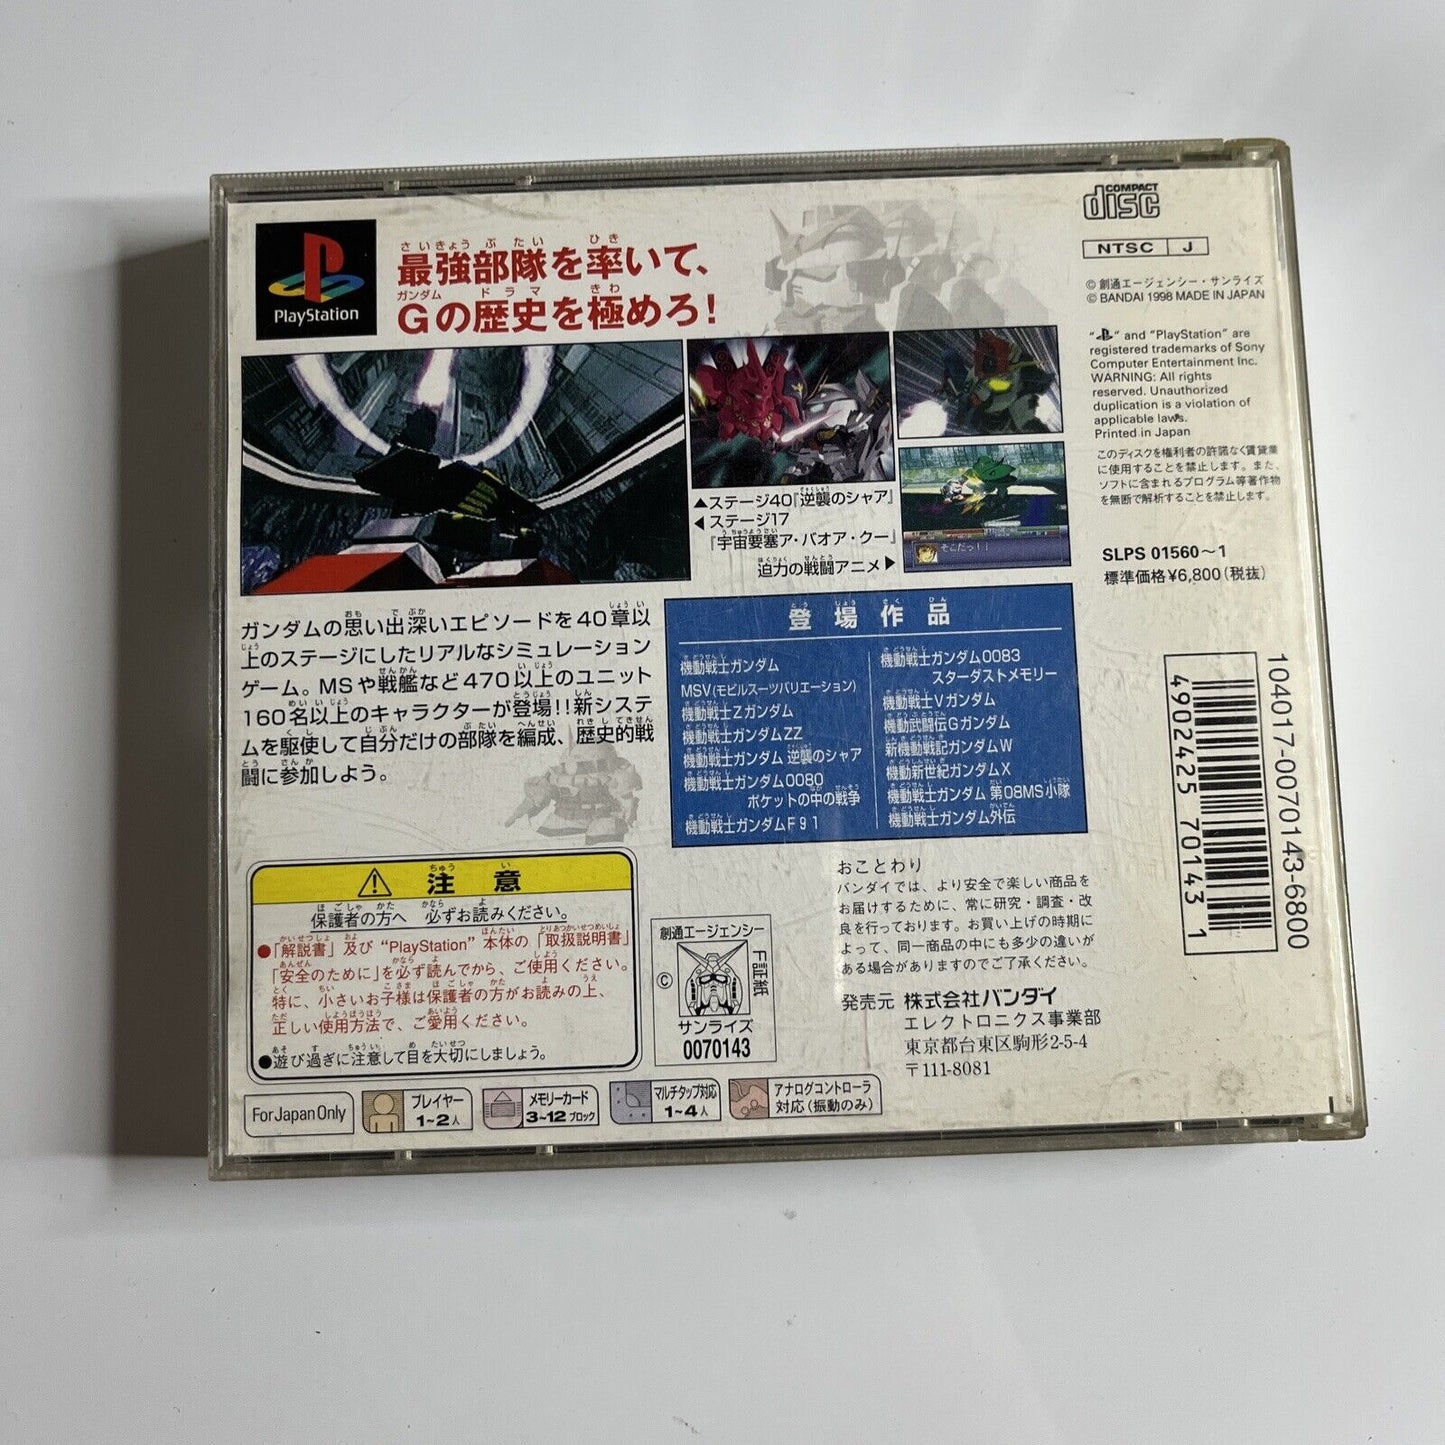 PlayStation
最強部隊を率いて、
さいきょう ぶ たい ひき
Gの歴史を極めろ!
ガンダム ドラマ きわ
COMPACT
disc
NTSC J
© 創通エージェンシー・サンライズ
© BANDAI 1998 MADE IN JAPAN
" " and "PlayStation" are
registered trademarks of Sony
Computer Entertainment Inc.
WARNING: All rights
reserved. Unauthorized
duplication is a violation of
applicable laws.
Printed in Japan
このディスクを権利者の許諾なく賃貸業
に使用することを禁止します。また、
ソフトに含まれるプログラム等著作物
を無断で解析することを禁止します。
SLPS 01560~1
標準価格¥6,800(税抜)
▲ステージ40『逆襲のシャア』
◀ステージ17
『宇宙要塞ア・バオア・クー』
迫力の戦闘アニメ▶
そこだっ!!
ガンダムの思い出深いエピソードを40章以
上のステージにしたリアルなシミュレーション
ゲーム。MSや戦艦など470以上のユニット
160名以上のキャラクターが登場!!新システ
ムを駆使して自分だけの部隊を編成、歴史的戦
闘に参加しよう。
登場作品
機動戦士ガンダム
MSV(モビルスーツバリエーション)
機動戦士Zガンダム
機動戦士ガンダムZZ
機動戦士ガンダム 逆襲のシャア
機動戦士ガンダム0080
ポケットの中の戦争
機動戦士ガンダムF91
機動戦士ガンダム0083
スターダストメモリー
機動戦士Vガンダム
機動武闘伝Gガンダム
新機動戦記ガンダムW
機動新世紀ガンダムX
機動戦士ガンダム 第08MS小隊
機動戦士ガンダム外伝
104017-0070143-6800
4902425701431
注意
保護者の方へ 必ずお読みください。
●「解説書」及び"PlayStation"本体の「取扱説明書」
「安全のために」を必ず読んでから、ご使用ください。
特に、小さいお子様は保護者の方がお読みの上、
正しい使用方法で、ご愛用ください。
●遊び過ぎに注意して目を大切にしましょう。
創通エージェンシー
©
F証紙
サンライズ
0070143
おことわり
バンダイでは、より安全で楽しい商品を
お届けするために、常に研究・調査・改
良を行っております。お買い上げの時期に
よって、同一商品の中にも多少の違いが
ある場合がありますのでご了承ください。
発売元 株式会社バンダイ
エレクトロニクス事業部
東京都台東区駒形2-5-4
〒111-8081
For Japan Only
プレイヤー
1~2人
メモリーカード
3~12ブロック
マルチタップ対応
1~4人
アナログコントローラ
対応(振動のみ)